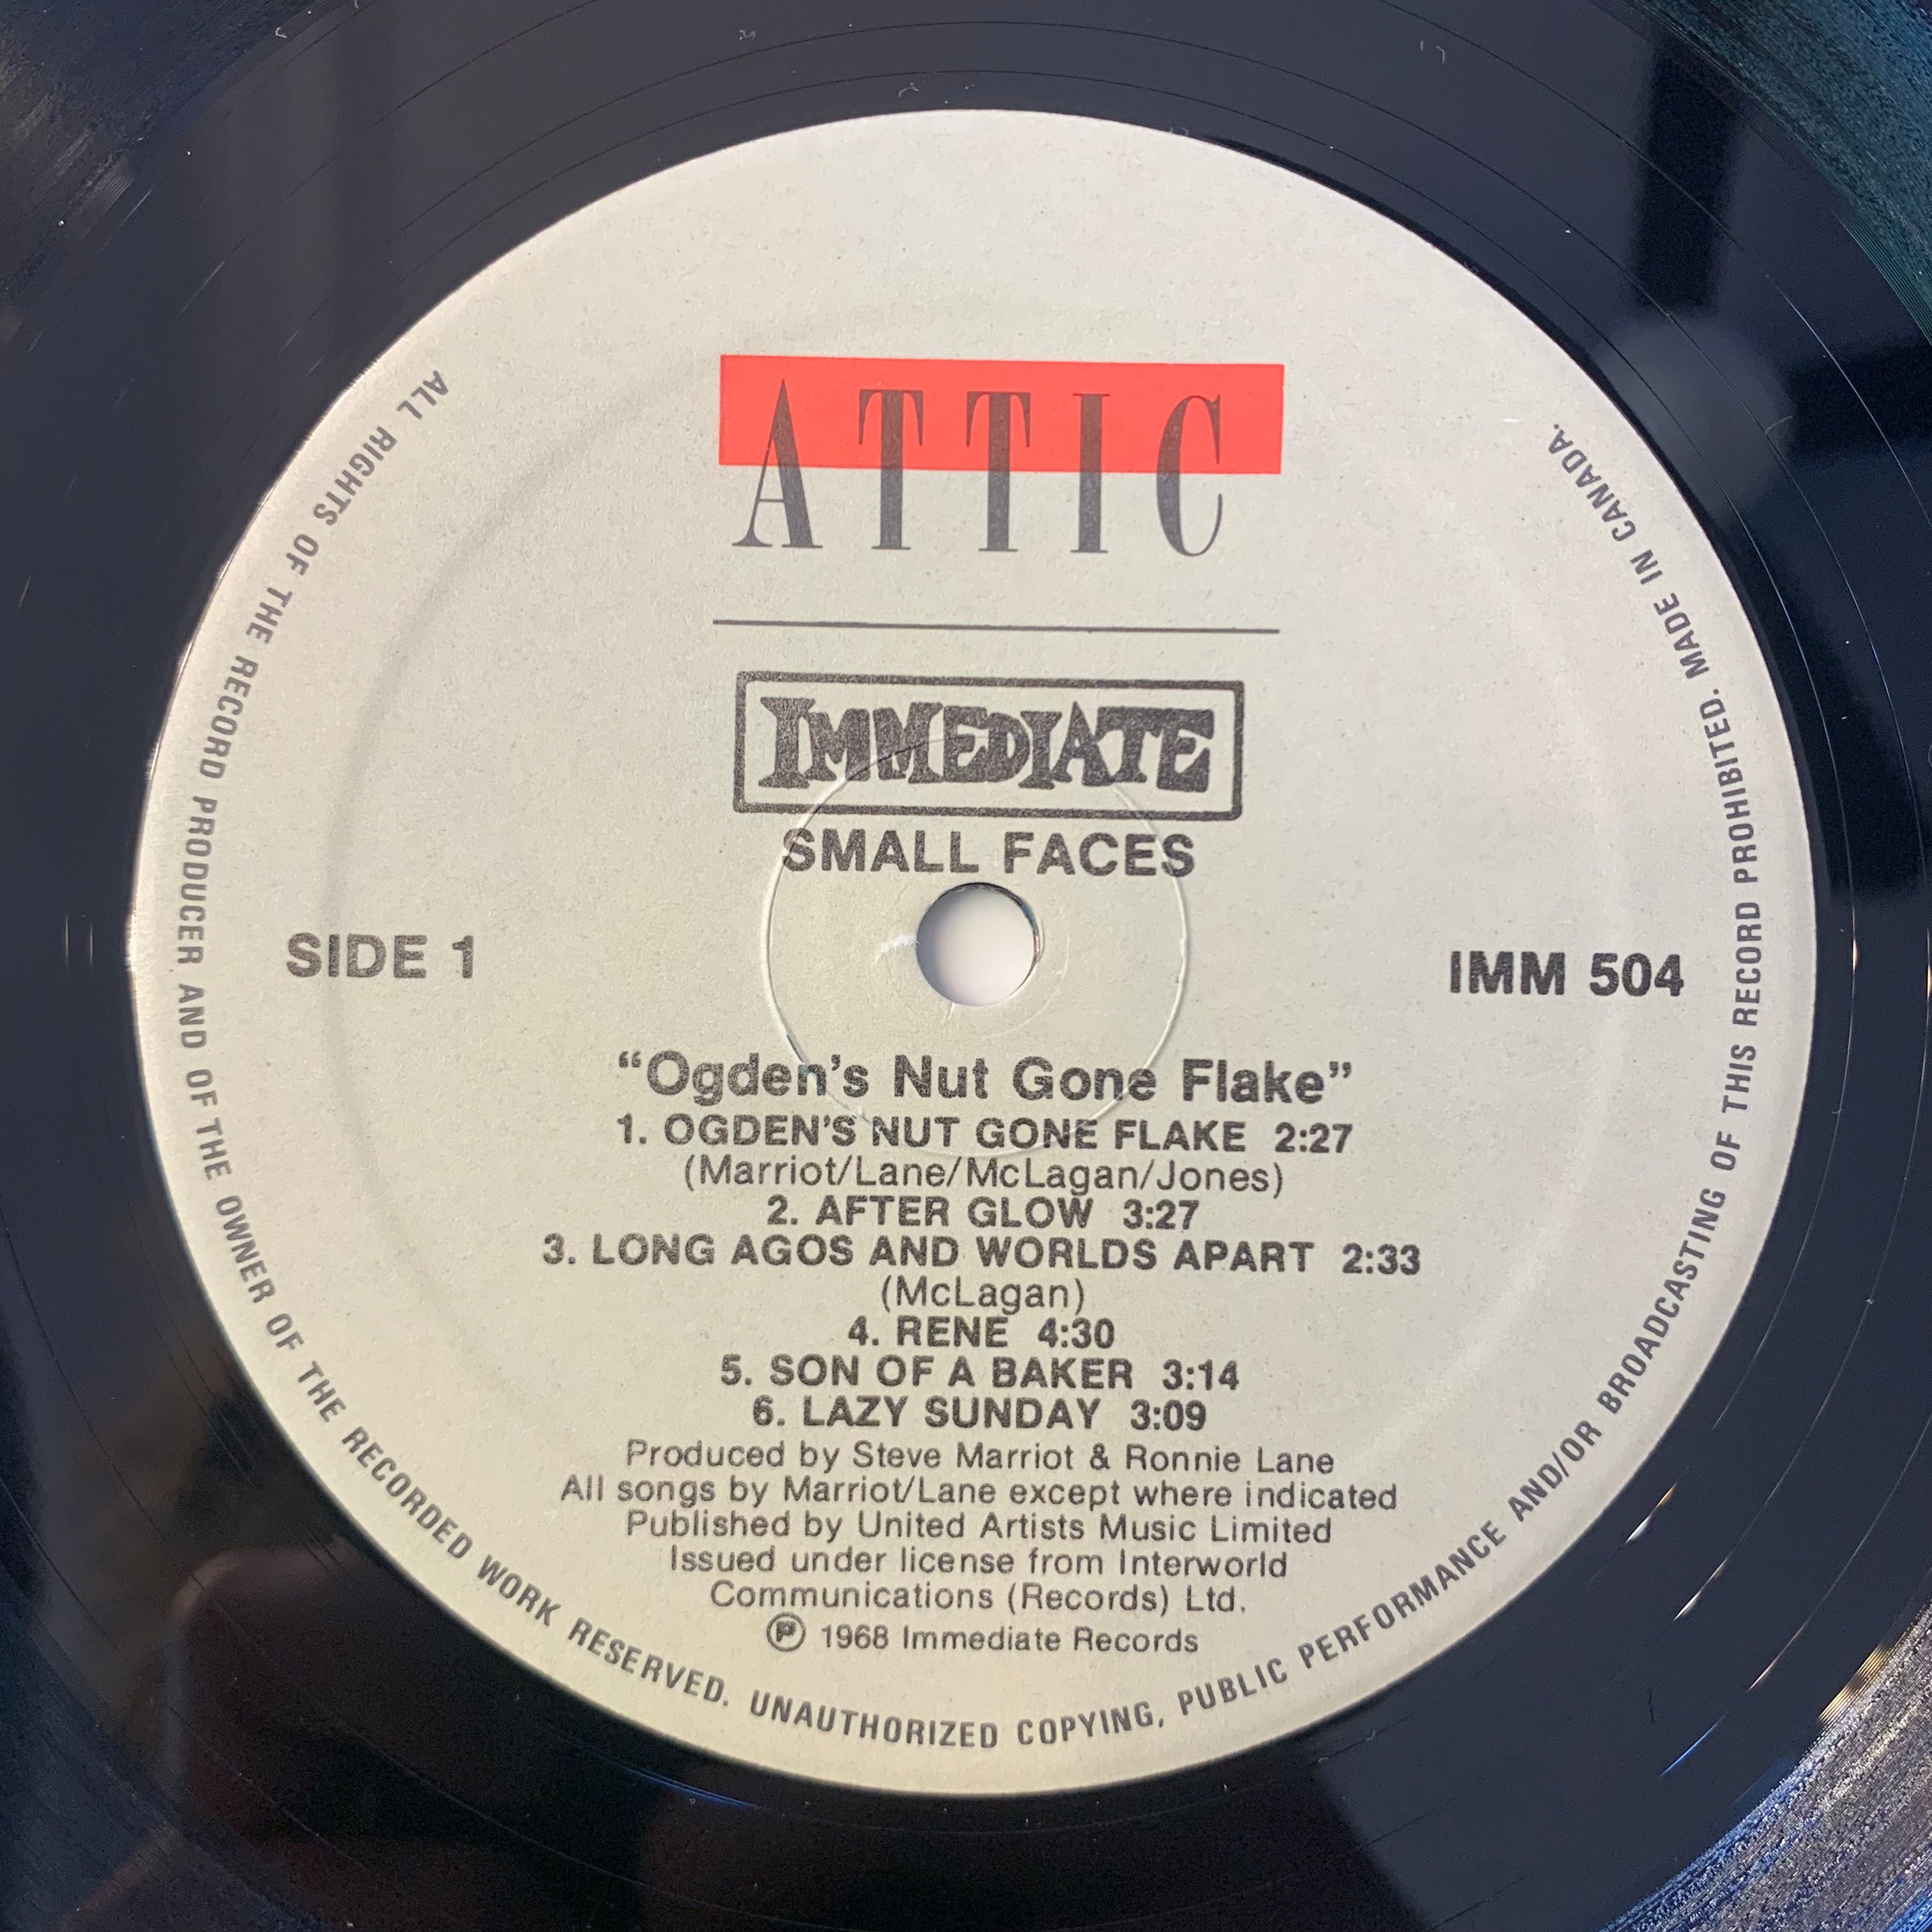 ATTIC
IMMEDIATE
SMALL FACES
SIDE 1
IMM 504
“Ogden’s Nut Gone Flake”
1. OGDEN’S NUT GONE FLAKE 2:27
(Marriot/Lane/McLagan/Jones)
2. AFTER GLOW 3:27
3. LONG AGOS AND WORLDS APART 2:33
(McLagan)
4. RENE 4:30
5. SON OF A BAKER 3:14
6. LAZY SUNDAY 3:09
Produced by Steve Marriot & Ronnie Lane
All songs by Marriot/Lane except where indicated
Published by United Artists Music Limited
Issued under license from Interworld
Communications (Records) Ltd.
Ⓟ 1968 Immediate Records
ALL RIGHTS OF THE RECORD PRODUCER AND OF THE OWNER OF THE RECORDED WORK RESERVED. UNAUTHORIZED COPYING, PUBLIC PERFORMANCE AND/OR BROADCASTING OF THIS RECORD PROHIBITED. MADE IN CANADA.